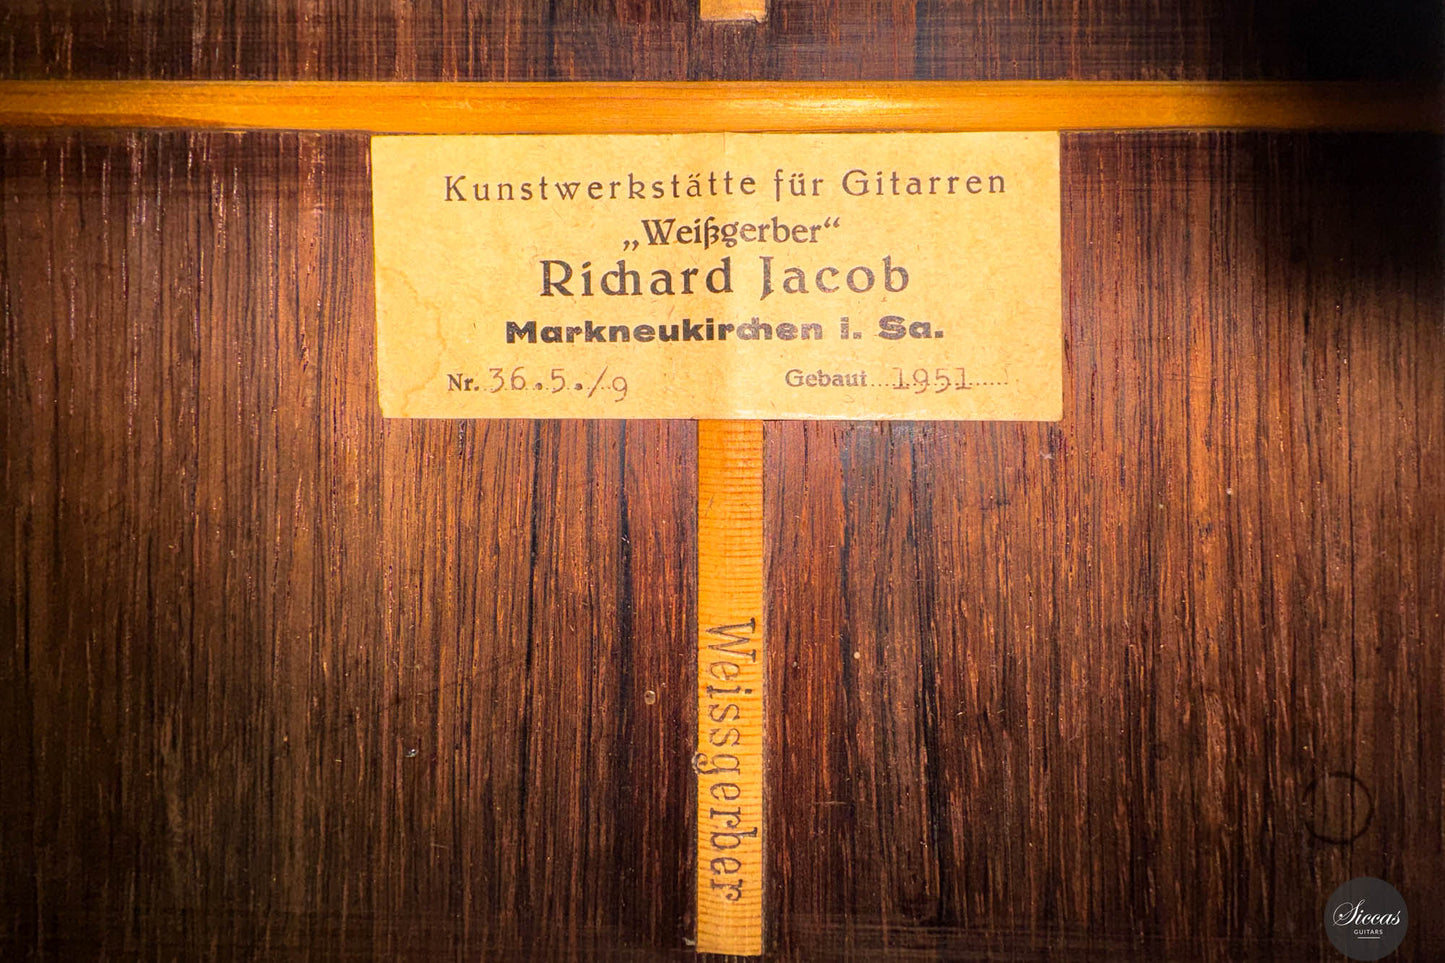 Kunstwerkstätte für Gitarren
„Weißgerber“
Richard Jacob
Markneukirchen i. Sa.
Nr. 36.5./9 Gebaut 1951
Weissgerber
Siccas
GUITARS